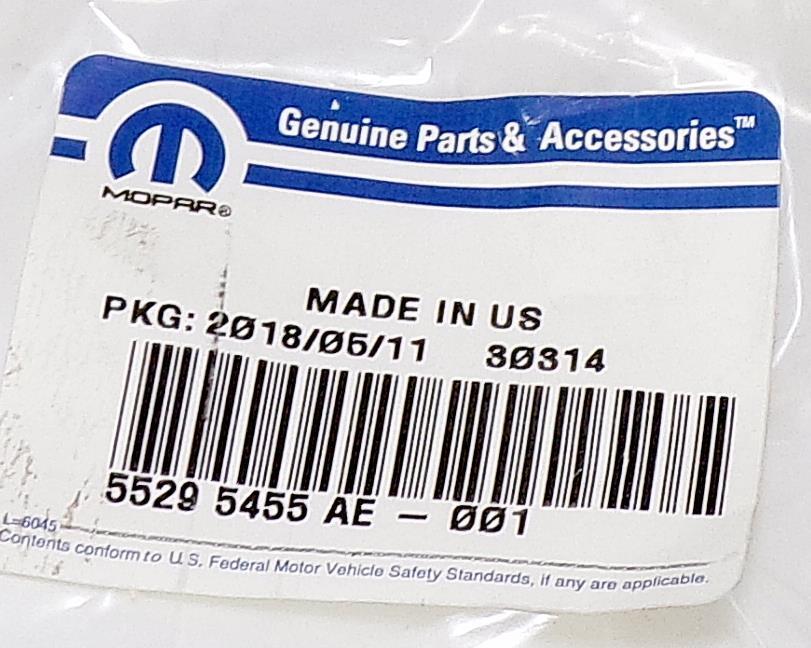 Genuine Parts & Accessories™
MOPAR®
MADE IN US
PKG: 2018/05/11 30314
5529 5455 AE - 001
L=6045
Contents conform to U.S. Federal Motor Vehicle Safety Standards, if any are applicable.